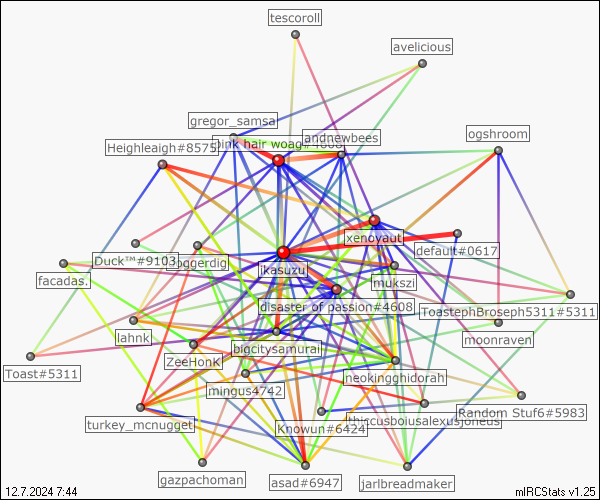 tescoroll
avelicious
gregor_samsa
ogshroom
andnewbees
pink hair woag#4008
Heighleaigh#8575
xenoyaut
default#0617
Duck™#9103
joggerdig
ikasuzu
mukszi
facadas.
disaster of passion#4608
ToastephBroseph5311#5311
lahnk
moonraven
bigcitysamurai
ZeeHonK
Toast#5311
neokingghidorah
mingus4742
Random Stuf6#5983
turkey_mcnugget
Knowun#6424
thiccusboiusalexusjoneus
gazpachoman
asad#6947
jarlbreadmaker
12.7.2024 7:44
mIRCStats v1.25